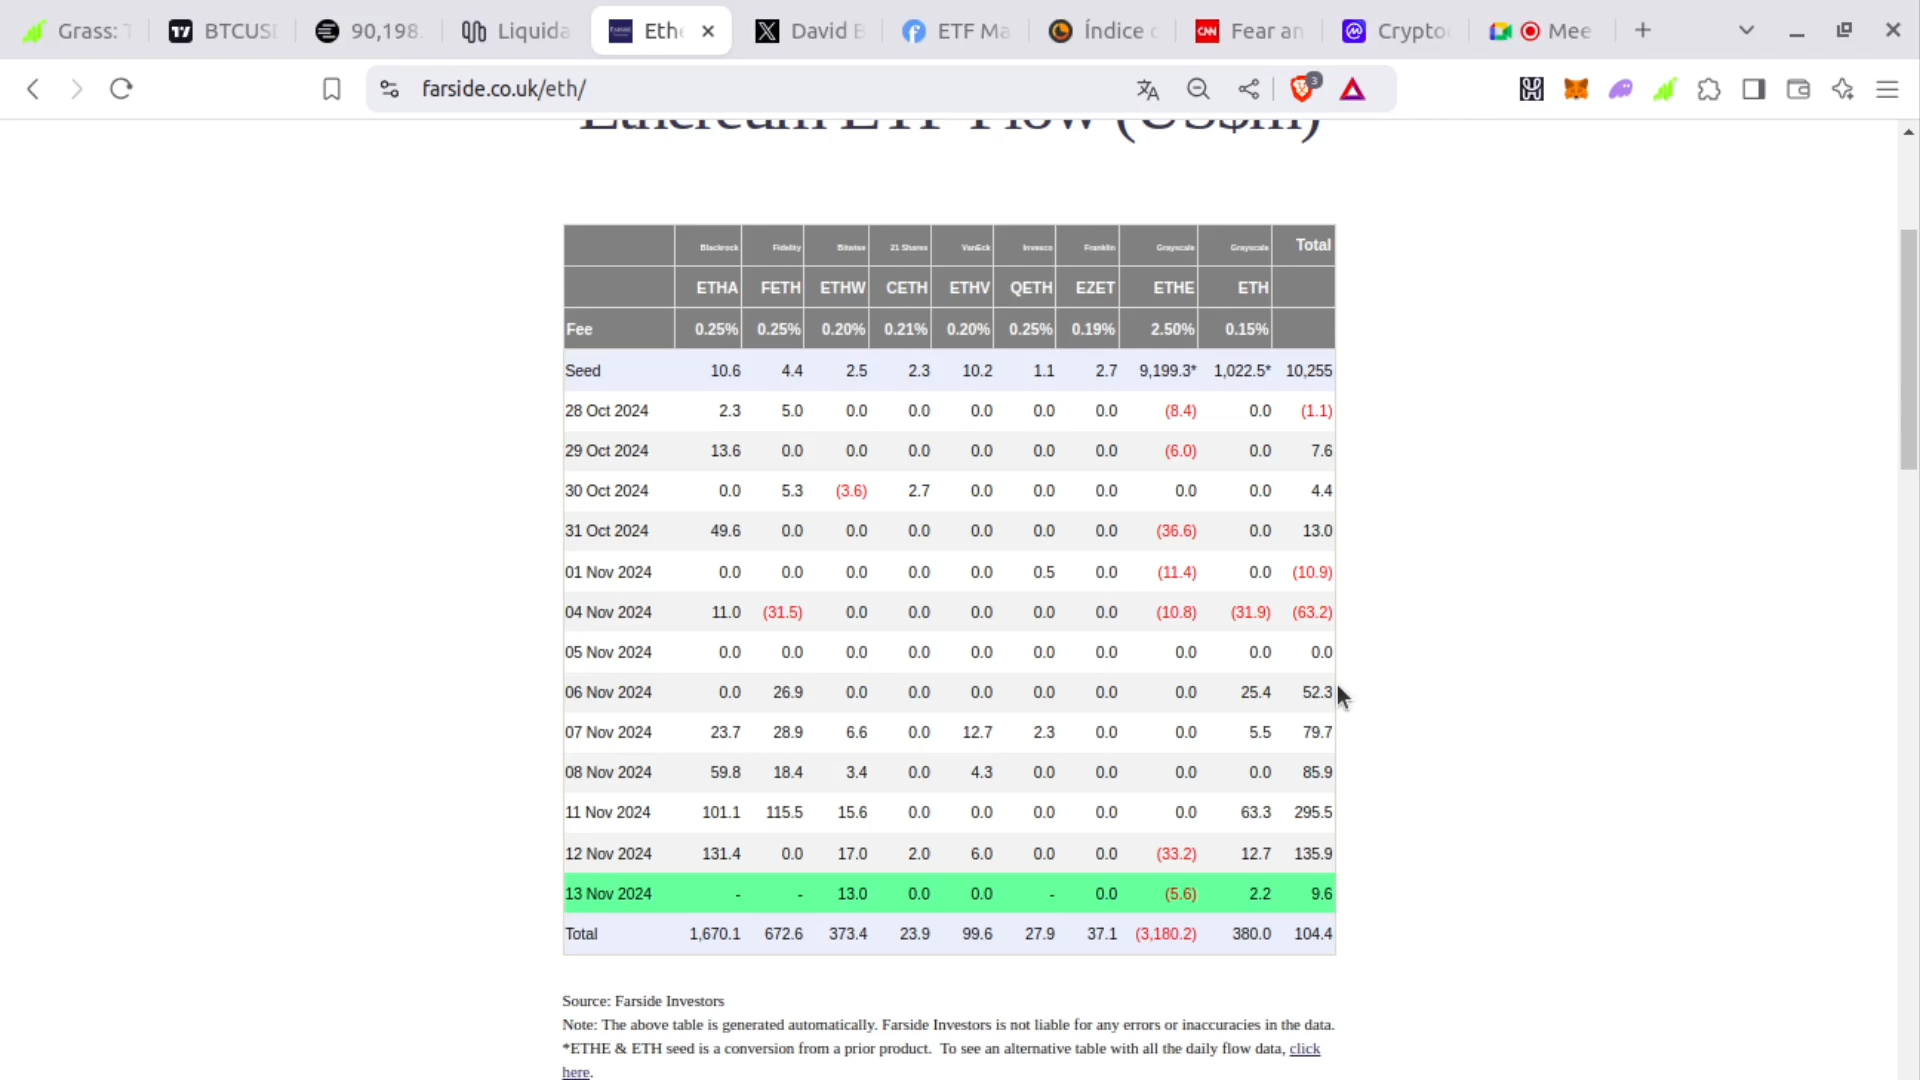 Grass: T BTCUS 90,198. Liquida Eth David B ETF Ma Índice c CNN Fear an Crypto Mee
farside.co.uk/eth/ 3
Ethereum ETF Flow (US$m)
Blackrock Fidelity Bitwise 21 Shares VanEck Invesco Franklin Grayscale Grayscale Total
ETHA FETH ETHW CETH ETHV QETH EZET ETHE ETH
Fee 0.25% 0.25% 0.20% 0.21% 0.20% 0.25% 0.19% 2.50% 0.15%
Seed 10.6 4.4 2.5 2.3 10.2 1.1 2.7 9,199.3* 1,022.5* 10,255
28 Oct 2024 2.3 5.0 0.0 0.0 0.0 0.0 0.0 (8.4) 0.0 (1.1)
29 Oct 2024 13.6 0.0 0.0 0.0 0.0 0.0 0.0 (6.0) 0.0 7.6
30 Oct 2024 0.0 5.3 (3.6) 2.7 0.0 0.0 0.0 0.0 0.0 4.4
31 Oct 2024 49.6 0.0 0.0 0.0 0.0 0.0 0.0 (36.6) 0.0 13.0
01 Nov 2024 0.0 0.0 0.0 0.0 0.0 0.5 0.0 (11.4) 0.0 (10.9)
04 Nov 2024 11.0 (31.5) 0.0 0.0 0.0 0.0 0.0 (10.8) (31.9) (63.2)
05 Nov 2024 0.0 0.0 0.0 0.0 0.0 0.0 0.0 0.0 0.0 0.0
06 Nov 2024 0.0 26.9 0.0 0.0 0.0 0.0 0.0 0.0 25.4 52.3
07 Nov 2024 23.7 28.9 6.6 0.0 12.7 2.3 0.0 0.0 5.5 79.7
08 Nov 2024 59.8 18.4 3.4 0.0 4.3 0.0 0.0 0.0 0.0 85.9
11 Nov 2024 101.1 115.5 15.6 0.0 0.0 0.0 0.0 0.0 63.3 295.5
12 Nov 2024 131.4 0.0 17.0 2.0 6.0 0.0 0.0 (33.2) 12.7 135.9
13 Nov 2024 - - 13.0 0.0 0.0 - 0.0 (5.6) 2.2 9.6
Total 1,670.1 672.6 373.4 23.9 99.6 27.9 37.1 (3,180.2) 380.0 104.4
Source: Farside Investors
Note: The above table is generated automatically. Farside Investors is not liable for any errors or inaccuracies in the data.
*ETHE & ETH seed is a conversion from a prior product. To see an alternative table with all the daily flow data, click
here.